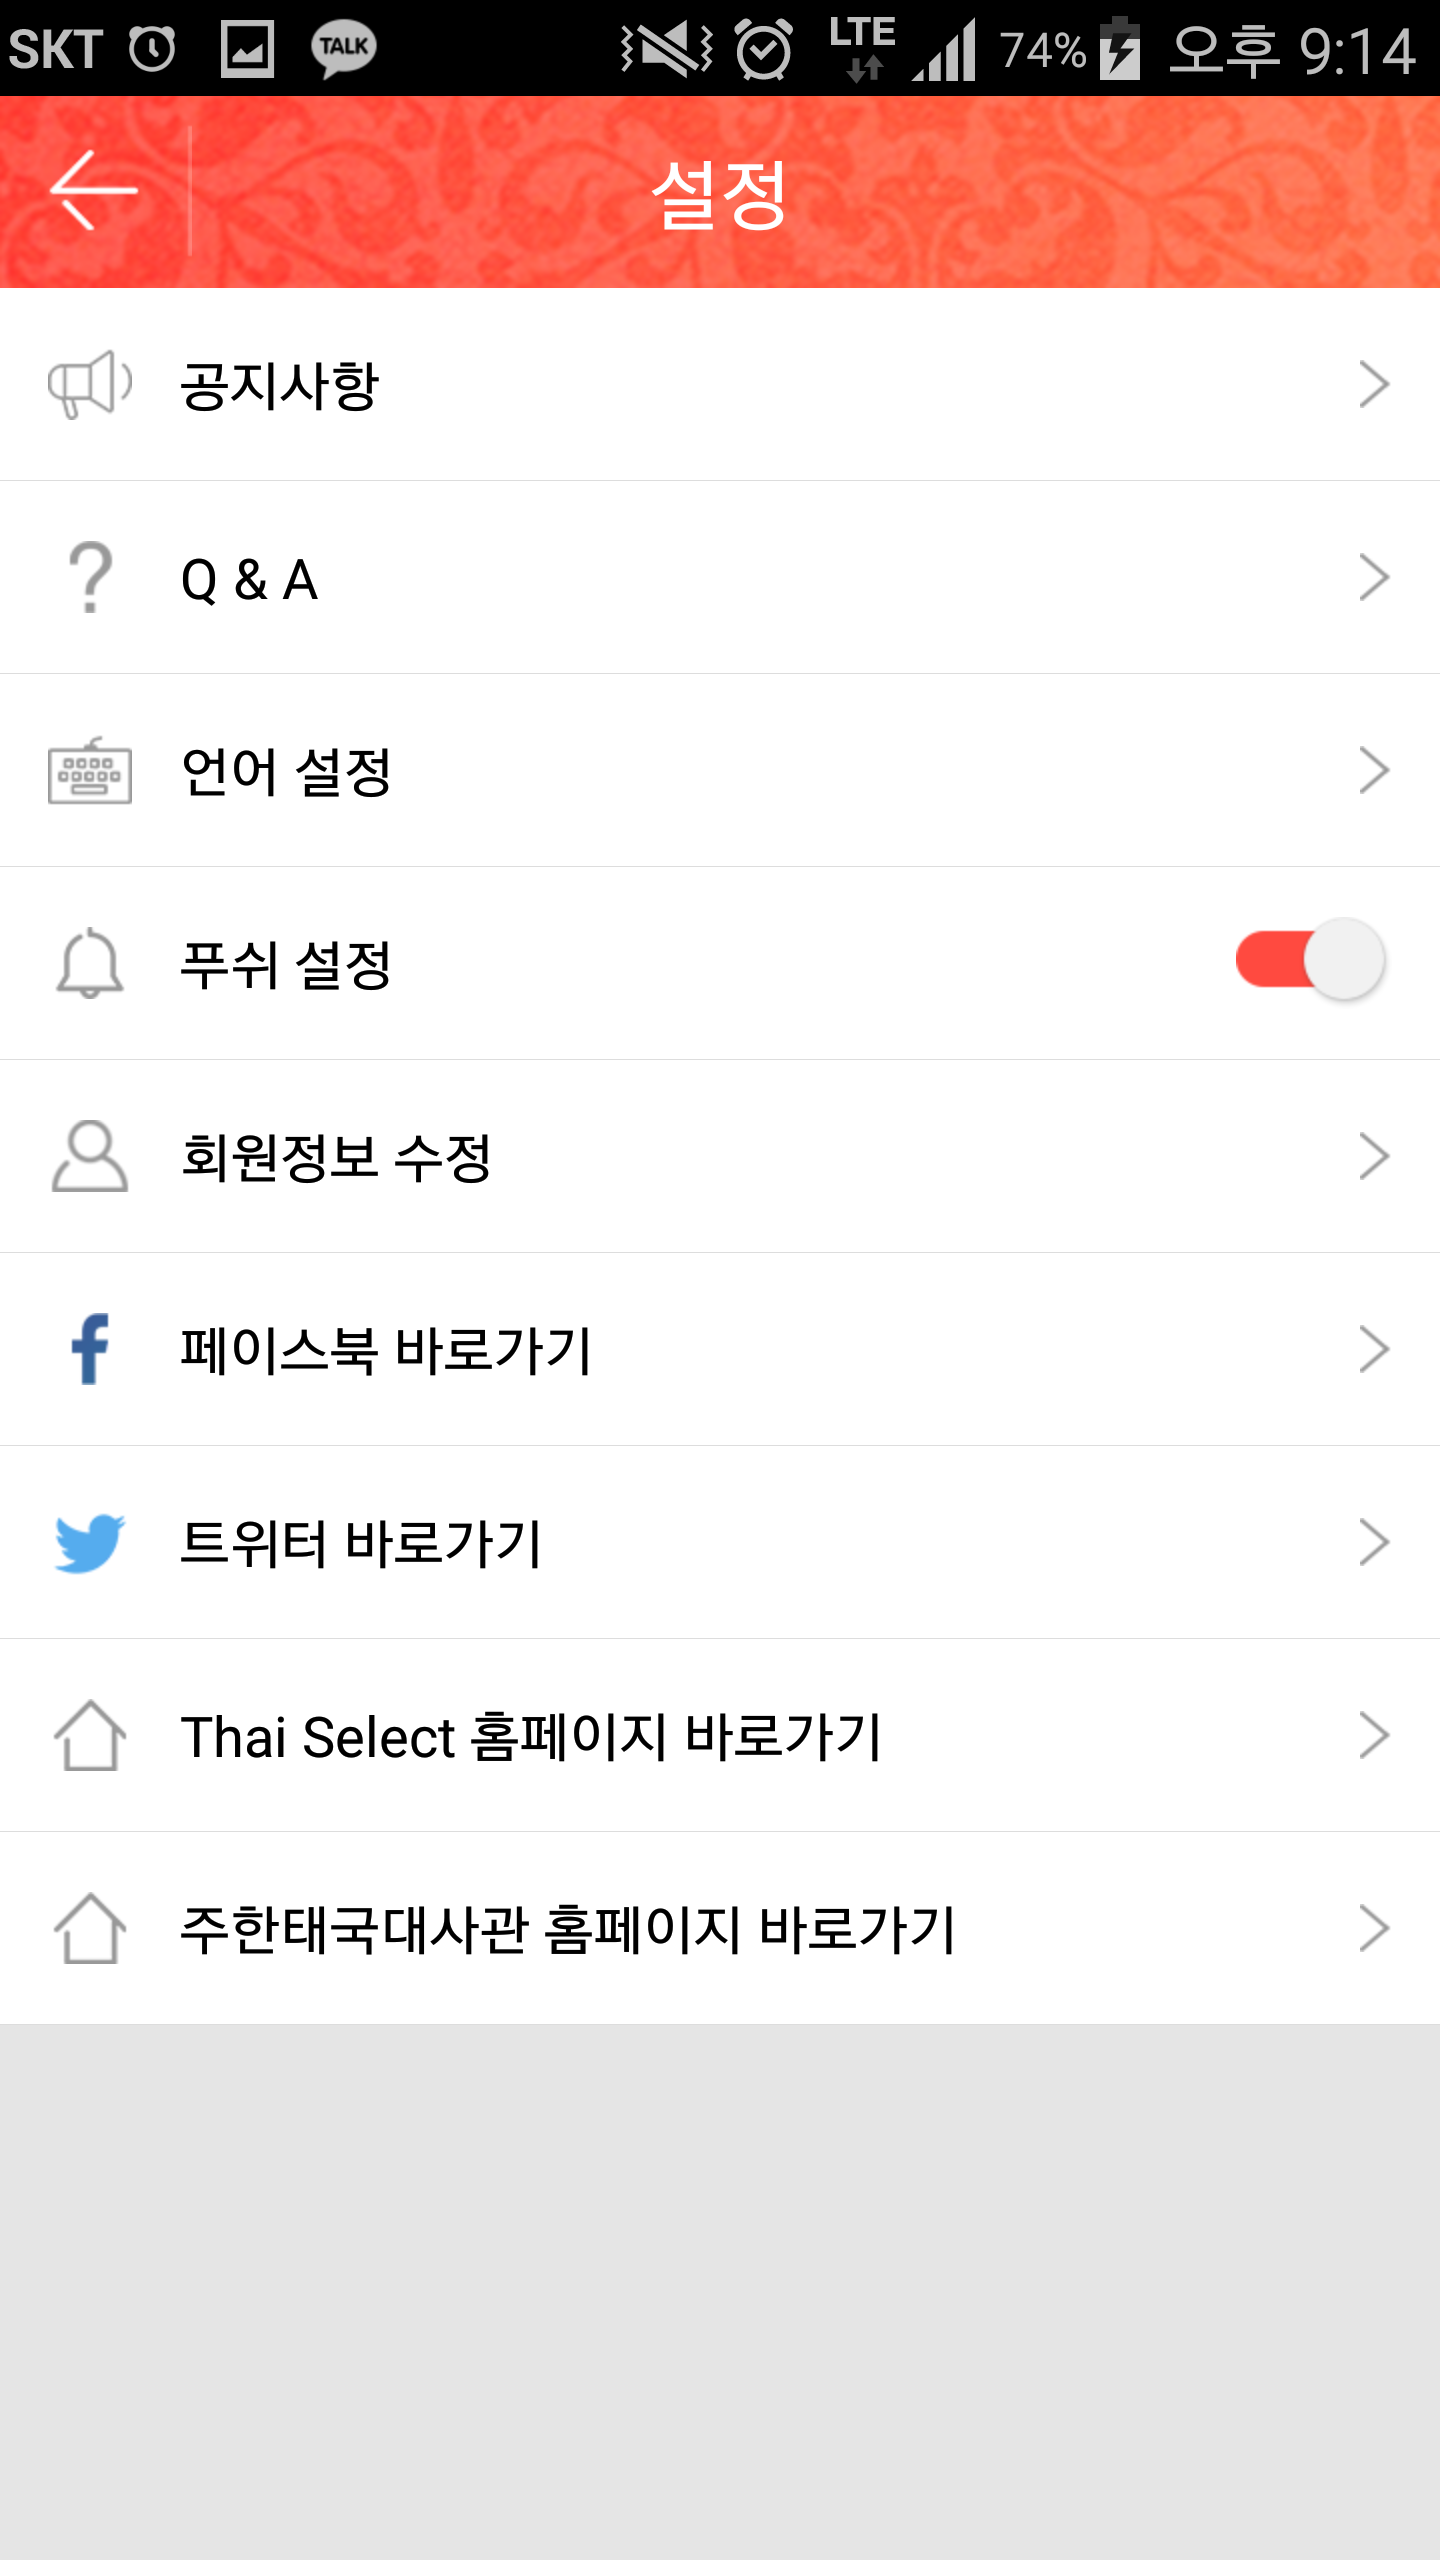 SKT TALK LTE 74% 오후 9:14
설정
공지사항
Q & A
언어 설정
푸쉬 설정
회원정보 수정
페이스북 바로가기
트위터 바로가기
Thai Select 홈페이지 바로가기
주한태국대사관 홈페이지 바로가기